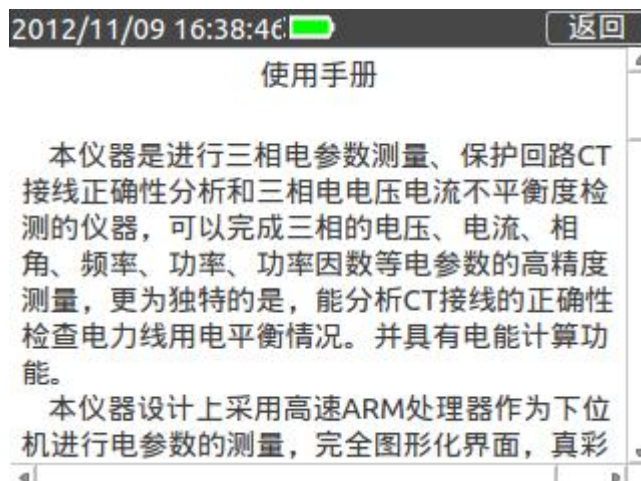 2012/11/09 16:38:46
返回
使用手册
本仪器是进行三相电参数测量、保护回路CT
接线正确性分析和三相电电压电流不平衡度检
测的仪器，可以完成三相的电压、电流、相
角、频率、功率、功率因数等电参数的高精度
测量，更为独特的是，能分析CT接线的正确性
检查电力线用电平衡情况。并具有电能计算功
能。
本仪器设计上采用高速ARM处理器作为下位
机进行电参数的测量，完全图形化界面，真彩